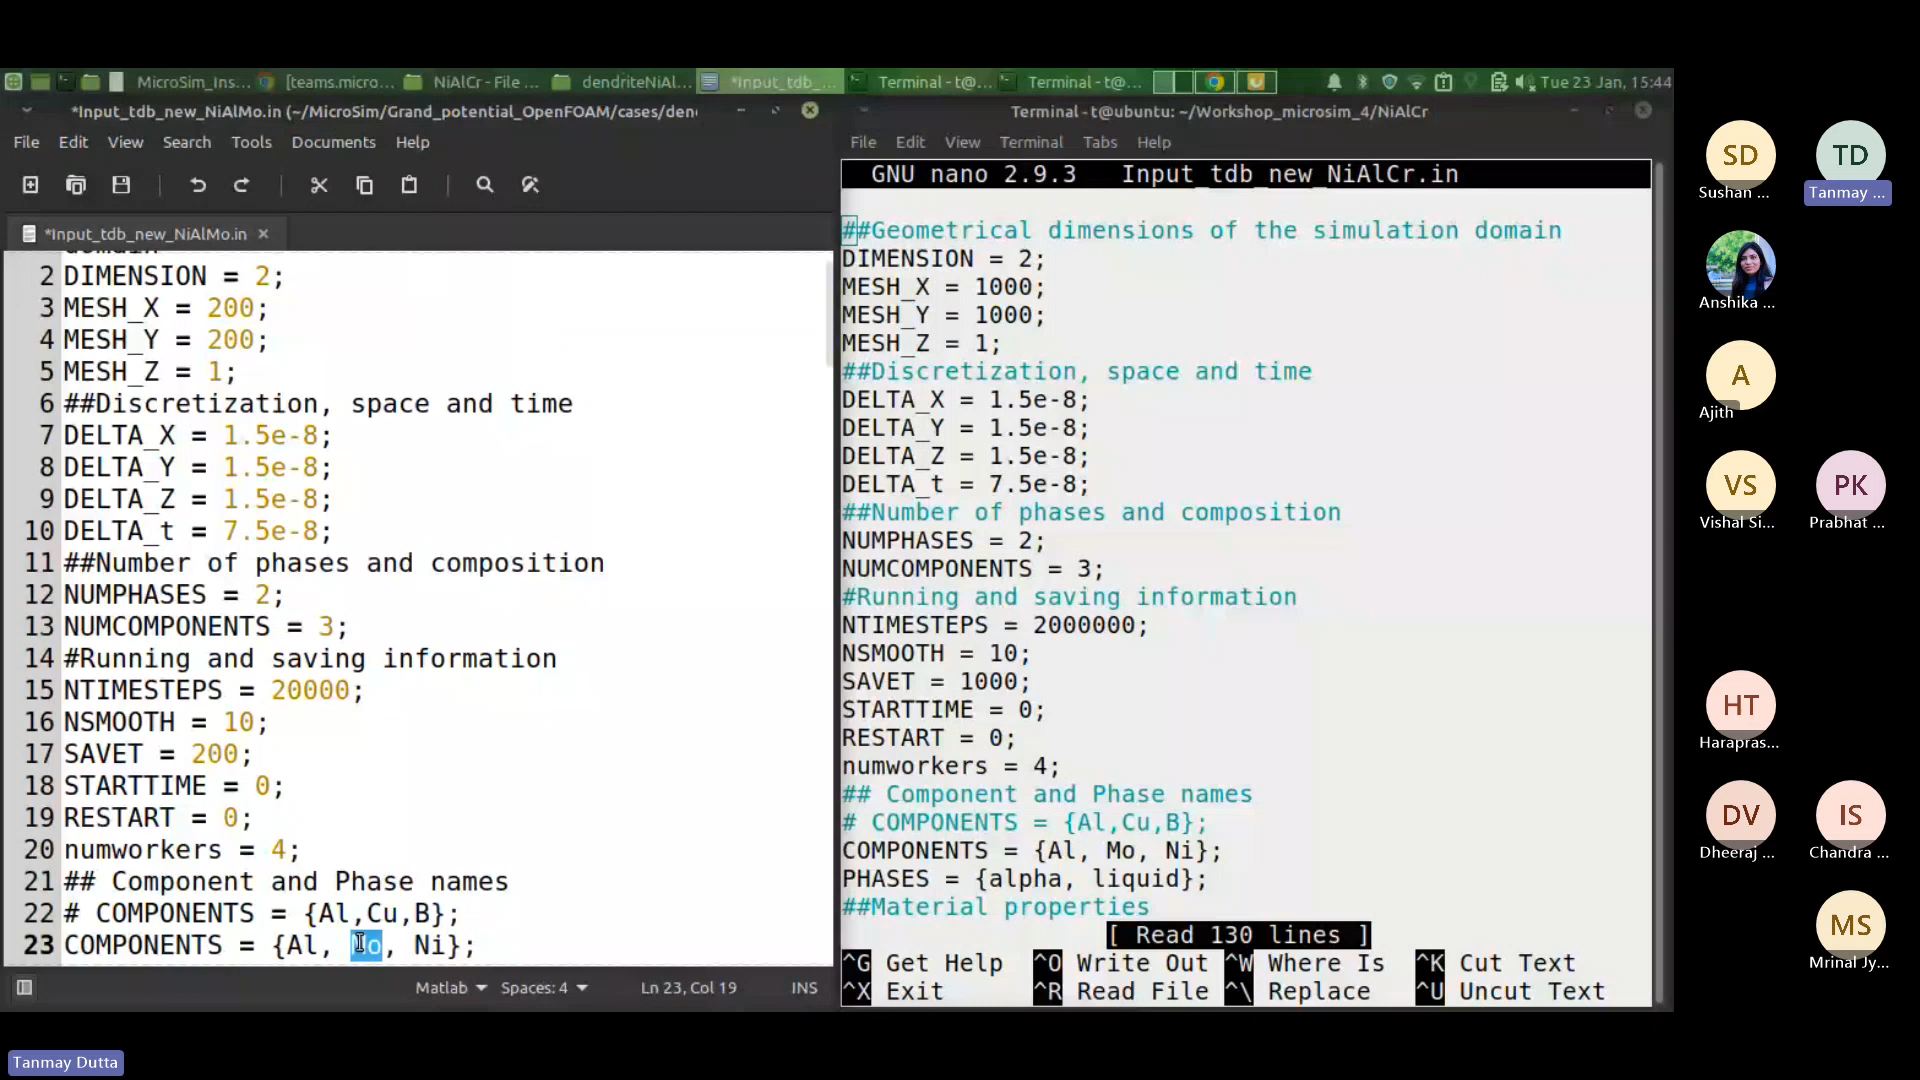 MicroSim_Ins...
[teams.micro...
NiAlCr - File ...
dendriteNiAl...
*Input_tdb_...
Terminal - t@...
Terminal - t@...
Tue 23 Jan, 15:44
*Input_tdb_new_NiAlMo.in (~/MicroSim/Grand_potential_OpenFOAM/cases/den
File Edit View Search Tools Documents Help
*Input_tdb_new_NiAlMo.in
2 DIMENSION = 2;
3 MESH_X = 200;
4 MESH_Y = 200;
5 MESH_Z = 1;
6 ##Discretization, space and time
7 DELTA_X = 1.5e-8;
8 DELTA_Y = 1.5e-8;
9 DELTA_Z = 1.5e-8;
10 DELTA_t = 7.5e-8;
11 ##Number of phases and composition
12 NUMPHASES = 2;
13 NUMCOMPONENTS = 3;
14 #Running and saving information
15 NTIMESTEPS = 20000;
16 NSMOOTH = 10;
17 SAVET = 200;
18 STARTTIME = 0;
19 RESTART = 0;
20 numworkers = 4;
21 ## Component and Phase names
22 # COMPONENTS = {Al,Cu,B};
23 COMPONENTS = {Al, Mo, Ni};
Matlab Spaces: 4 Ln 23, Col 19 INS
Terminal - t@ubuntu: ~/Workshop_microsim_4/NiAlCr
File Edit View Terminal Tabs Help
GNU nano 2.9.3 Input_tdb_new_NiAlCr.in
##Geometrical dimensions of the simulation domain
DIMENSION = 2;
MESH_X = 1000;
MESH_Y = 1000;
MESH_Z = 1;
##Discretization, space and time
DELTA_X = 1.5e-8;
DELTA_Y = 1.5e-8;
DELTA_Z = 1.5e-8;
DELTA_t = 7.5e-8;
##Number of phases and composition
NUMPHASES = 2;
NUMCOMPONENTS = 3;
#Running and saving information
NTIMESTEPS = 2000000;
NSMOOTH = 10;
SAVET = 1000;
STARTTIME = 0;
RESTART = 0;
numworkers = 4;
## Component and Phase names
# COMPONENTS = {Al,Cu,B};
COMPONENTS = {Al, Mo, Ni};
PHASES = {alpha, liquid};
##Material properties
[ Read 130 lines ]
^G Get Help ^O Write Out ^W Where Is ^K Cut Text
^X Exit ^R Read File ^\ Replace ^U Uncut Text
SD
Sushan ...
TD
Tanmay ...
Anshika ...
A
Ajith
VS
Vishal Si...
PK
Prabhat ...
HT
Harapras...
DV
Dheeraj ...
IS
Chandra ...
MS
Mrinal Jy...
Tanmay Dutta